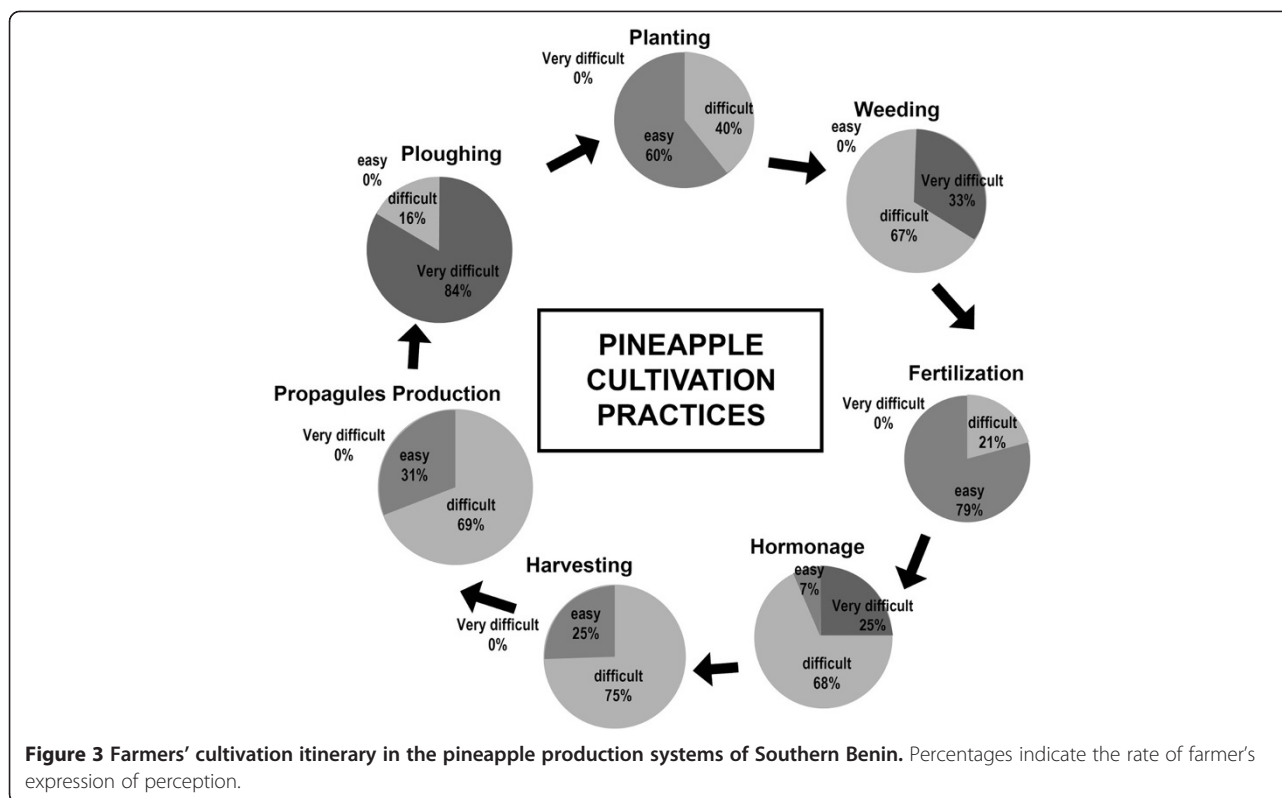 Planting
Very difficult
0%
difficult
40%
easy
60%
Weeding
easy
0%
Very difficult
33%
difficult
67%
Ploughing
easy
0%
difficult
16%
Very difficult
84%
PINEAPPLE
CULTIVATION
PRACTICES
Fertilization
Very difficult
0%
difficult
21%
easy
79%
Propagules Production
Very difficult
0%
easy
31%
difficult
69%
Hormonage
easy
7%
Very difficult
25%
difficult
68%
Harvesting
Very difficult
0%
easy
25%
difficult
75%
Figure 3 Farmers' cultivation itinerary in the pineapple production systems of Southern Benin. Percentages indicate the rate of farmer's
expression of perception.